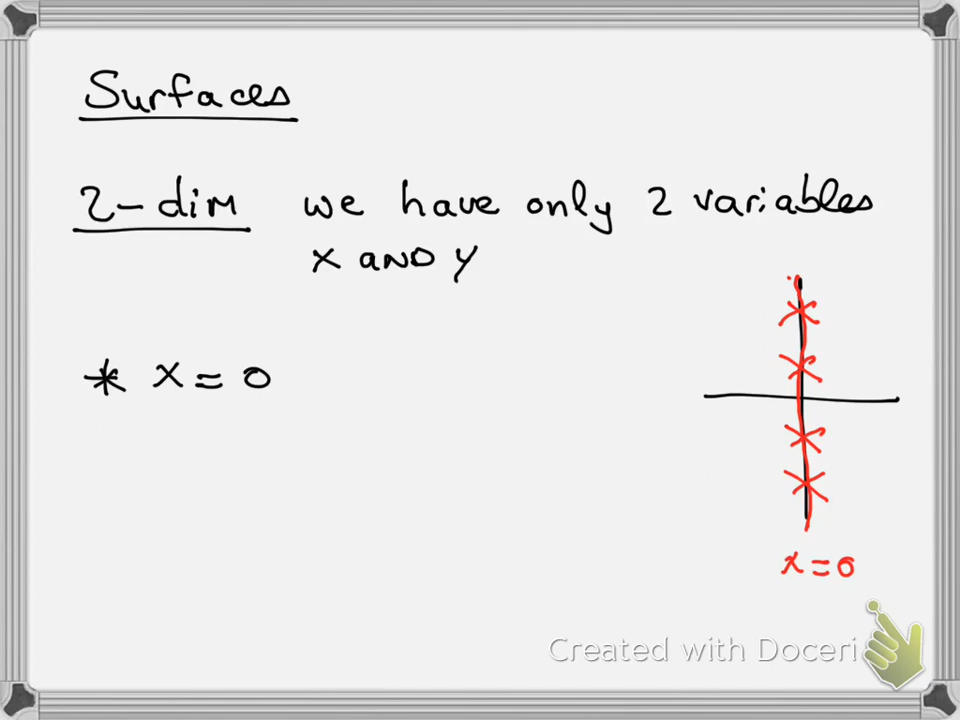 Surfaces
2-dim we have only 2 variables
x and y
* x = 0
x = 0
Created with Doceri